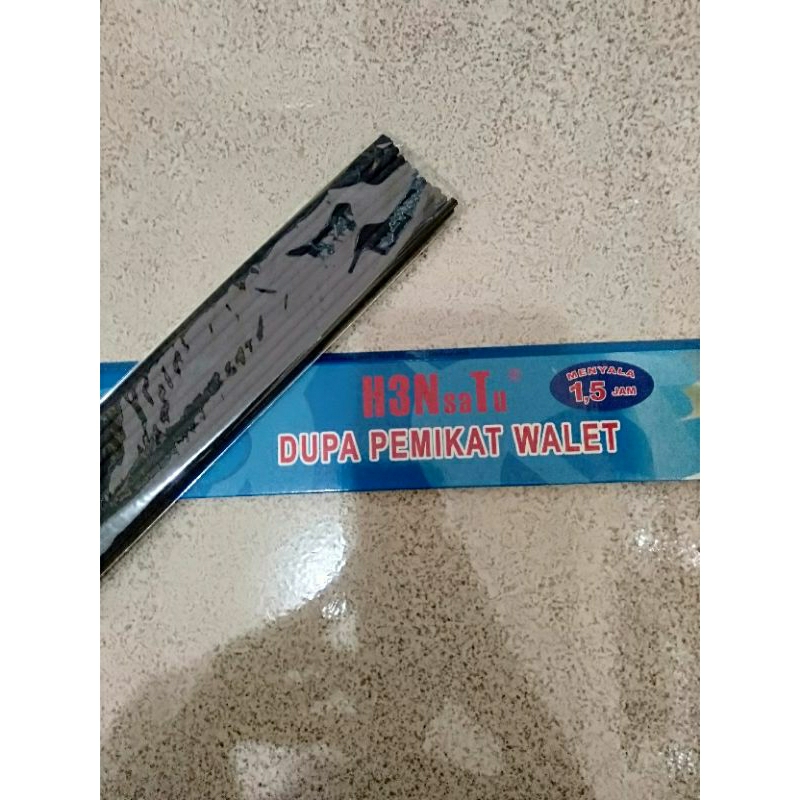 H3NsaTu®
MENYALA
1,5 JAM
DUPA PEMIKAT WALET